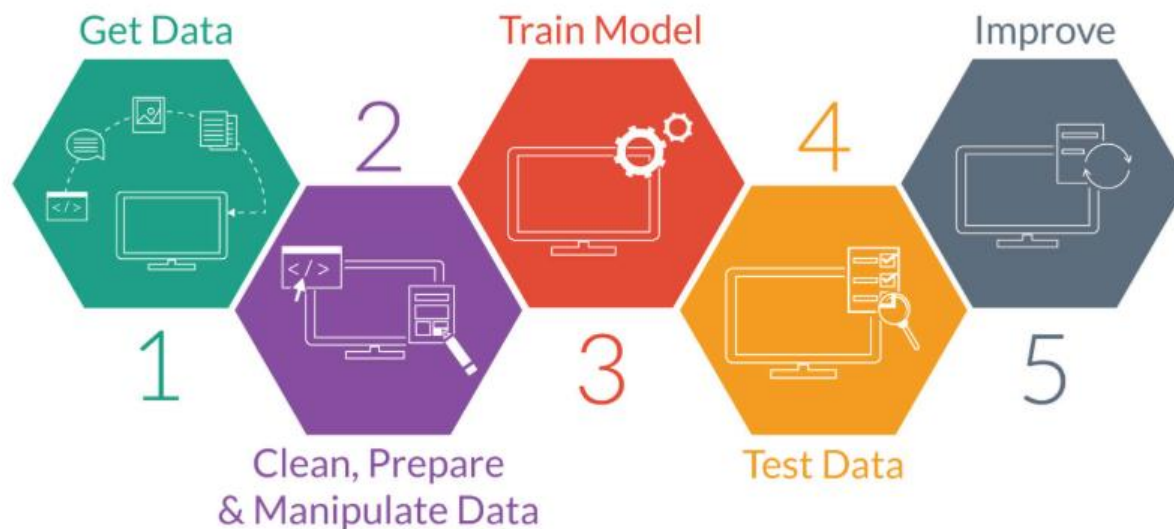 Get Data
1
2
Clean, Prepare
& Manipulate Data
Train Model
3
4
Test Data
Improve
5
</>
</>